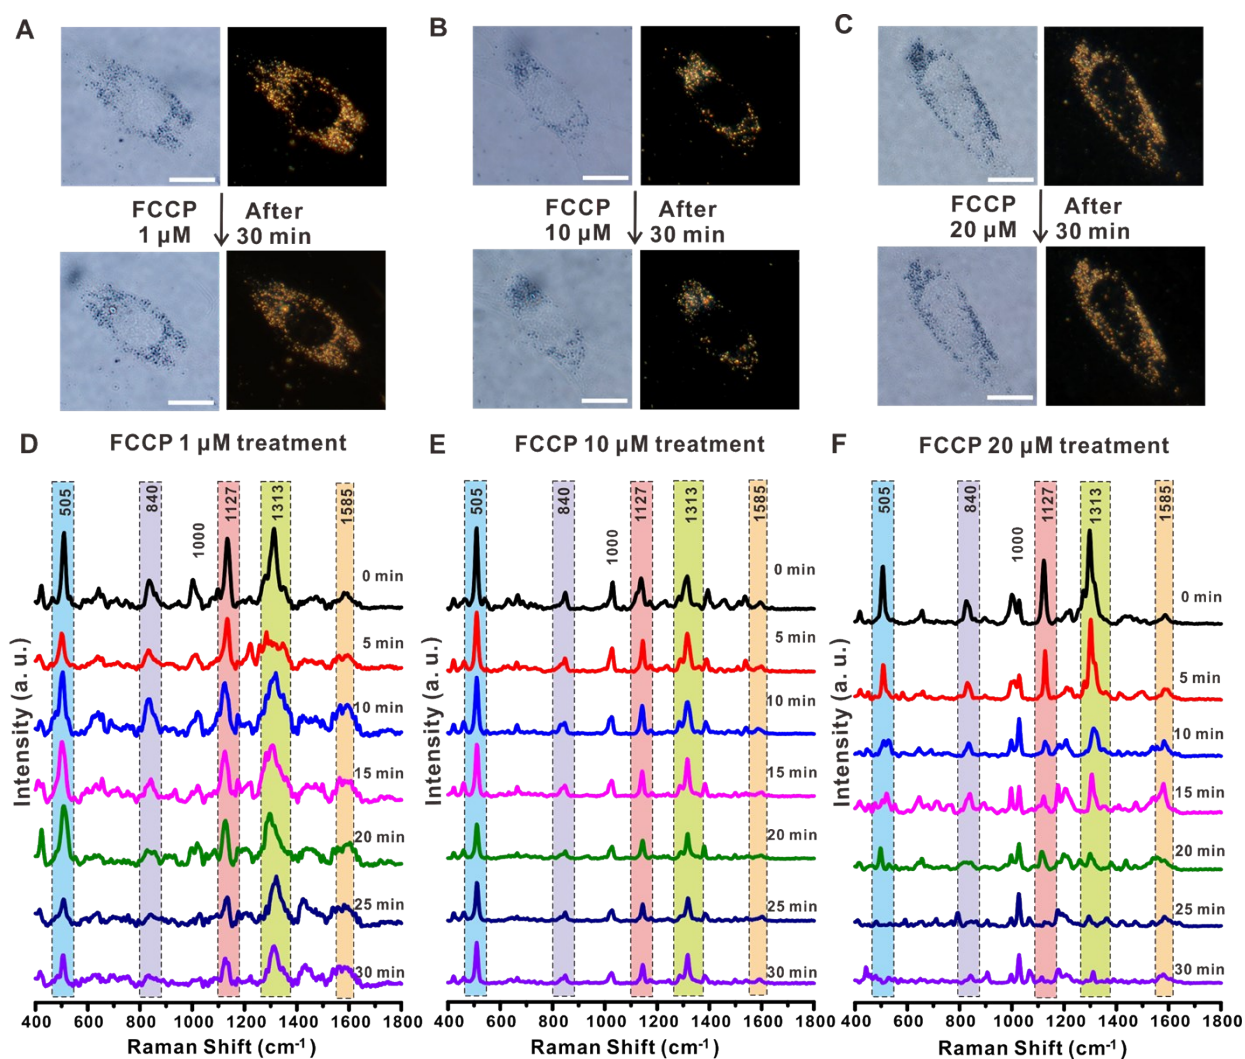 A
B
C
FCCP
1 µM
After
30 min
FCCP
10 µM
After
30 min
FCCP
20 µM
After
30 min
D
FCCP 1 µM treatment
505
840
1000
1127
1313
1585
0 min
5 min
10 min
15 min
20 min
25 min
30 min
Intensity (a. u.)
400 600 800 1000 1200 1400 1600 1800
Raman Shift (cm⁻¹)
E
FCCP 10 µM treatment
505
840
1000
1127
1313
1585
0 min
5 min
10 min
15 min
20 min
25 min
30 min
Intensity (a. u.)
400 600 800 1000 1200 1400 1600 1800
Raman Shift (cm⁻¹)
F
FCCP 20 µM treatment
505
840
1000
1127
1313
1585
0 min
5 min
10 min
15 min
20 min
25 min
30 min
Intensity (a. u.)
400 600 800 1000 1200 1400 1600 1800
Raman Shift (cm⁻¹)